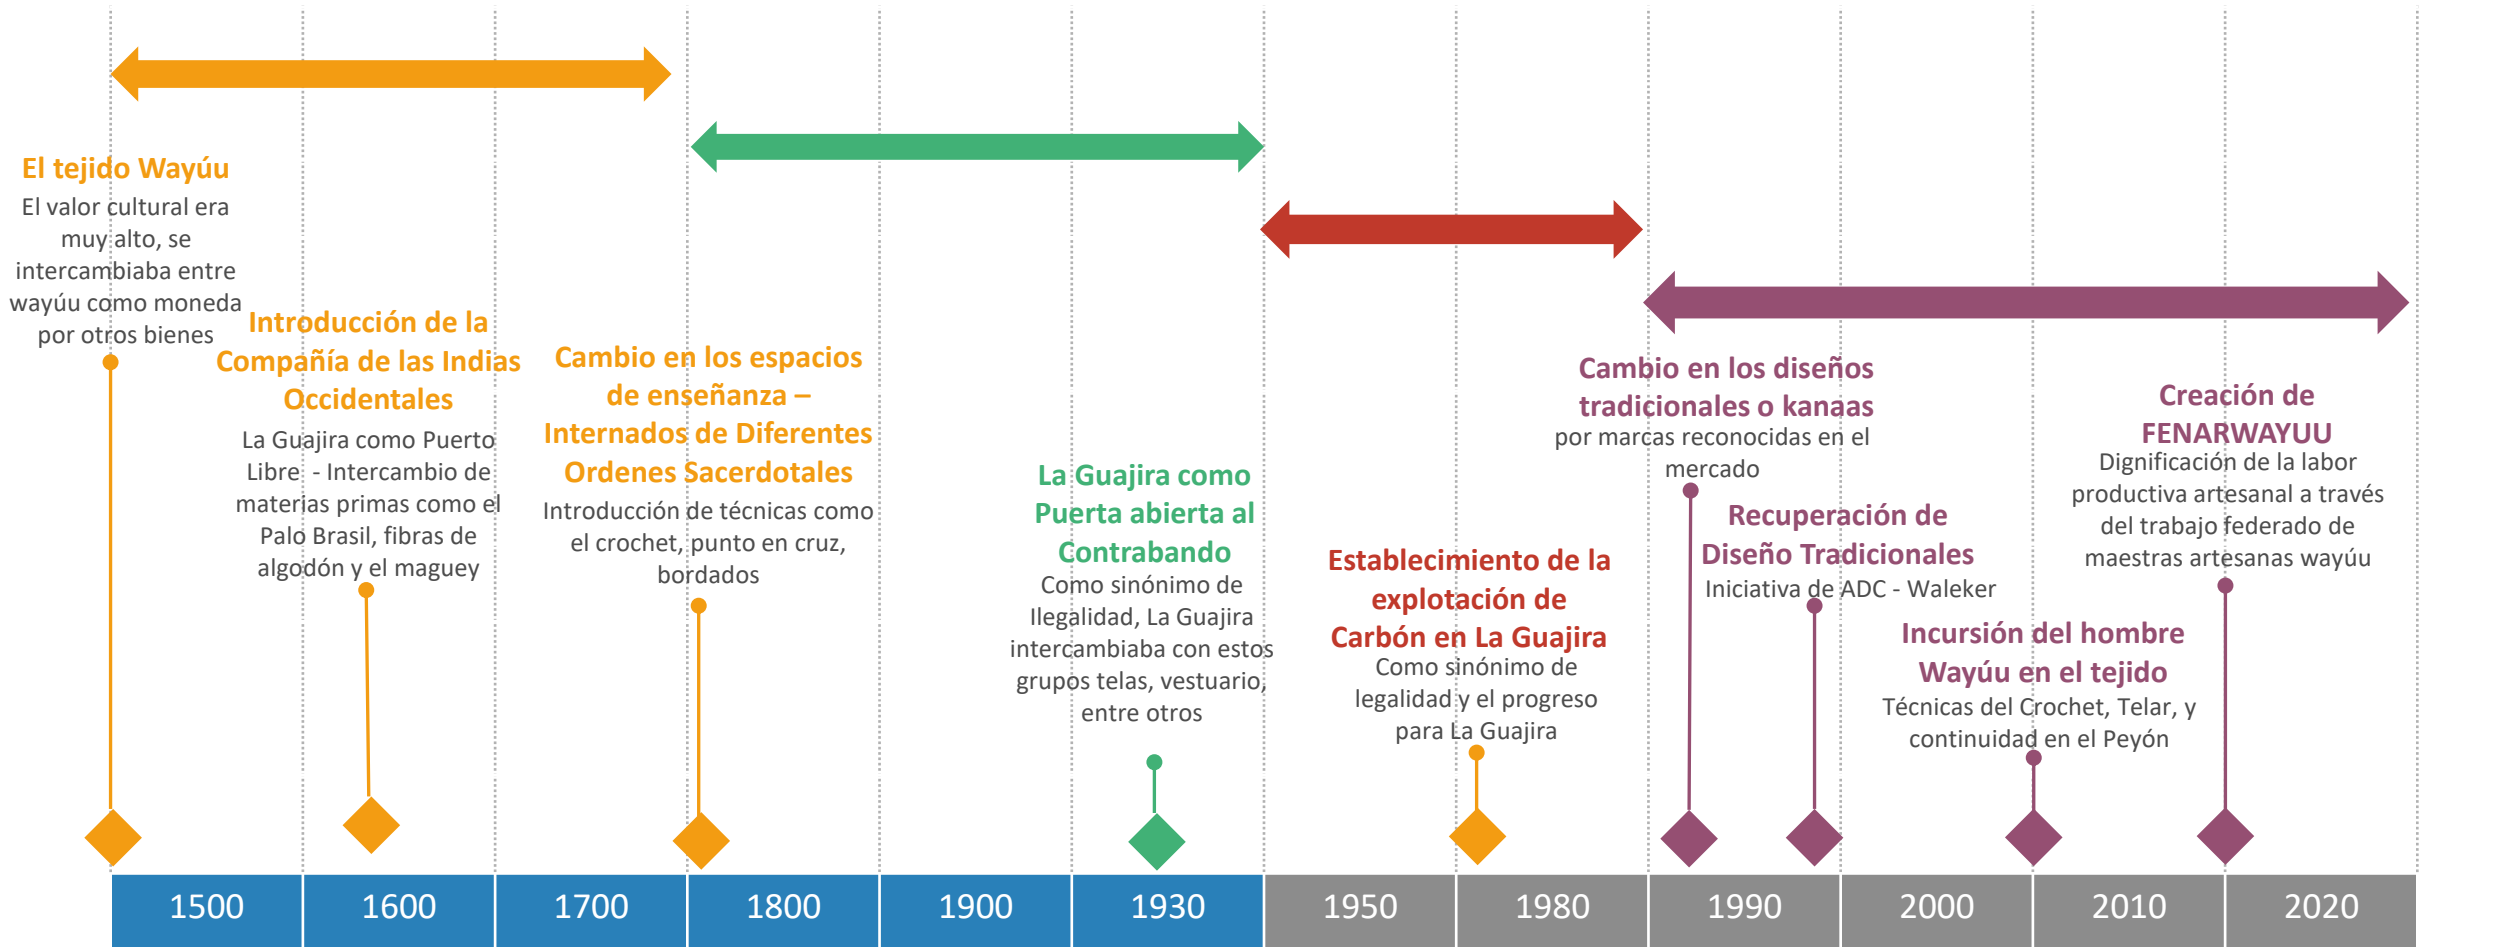 El tejido Wayúu
El valor cultural era
muy alto, se
intercambiaba entre
wayúu como moneda
por otros bienes
Introducción de la
Compañía de las Indias
Occidentales
La Guajira como Puerto
Libre - Intercambio de
materias primas como el
Palo Brasil, fibras de
algodón y el maguey
Cambio en los espacios
de enseñanza –
Internados de Diferentes
Ordenes Sacerdotales
Introducción de técnicas como
el crochet, punto en cruz,
bordados
La Guajira como
Puerta abierta al
Contrabando
Como sinónimo de
Ilegalidad, La Guajira
intercambiaba con estos
grupos telas, vestuario,
entre otros
Establecimiento de la
explotación de
Carbón en La Guajira
Como sinónimo de
legalidad y el progreso
para La Guajira
Cambio en los diseños
tradicionales o kanaas
por marcas reconocidas en el
mercado
Recuperación de
Diseño Tradicionales
Iniciativa de ADC - Waleker
Incursión del hombre
Wayúu en el tejido
Técnicas del Crochet, Telar, y
continuidad en el Peyón
Creación de
FENARWAYUU
Dignificación de la labor
productiva artesanal a través
del trabajo federado de
maestras artesanas wayúu
1500 1600 1700 1800 1900 1930 1950 1980 1990 2000 2010 2020